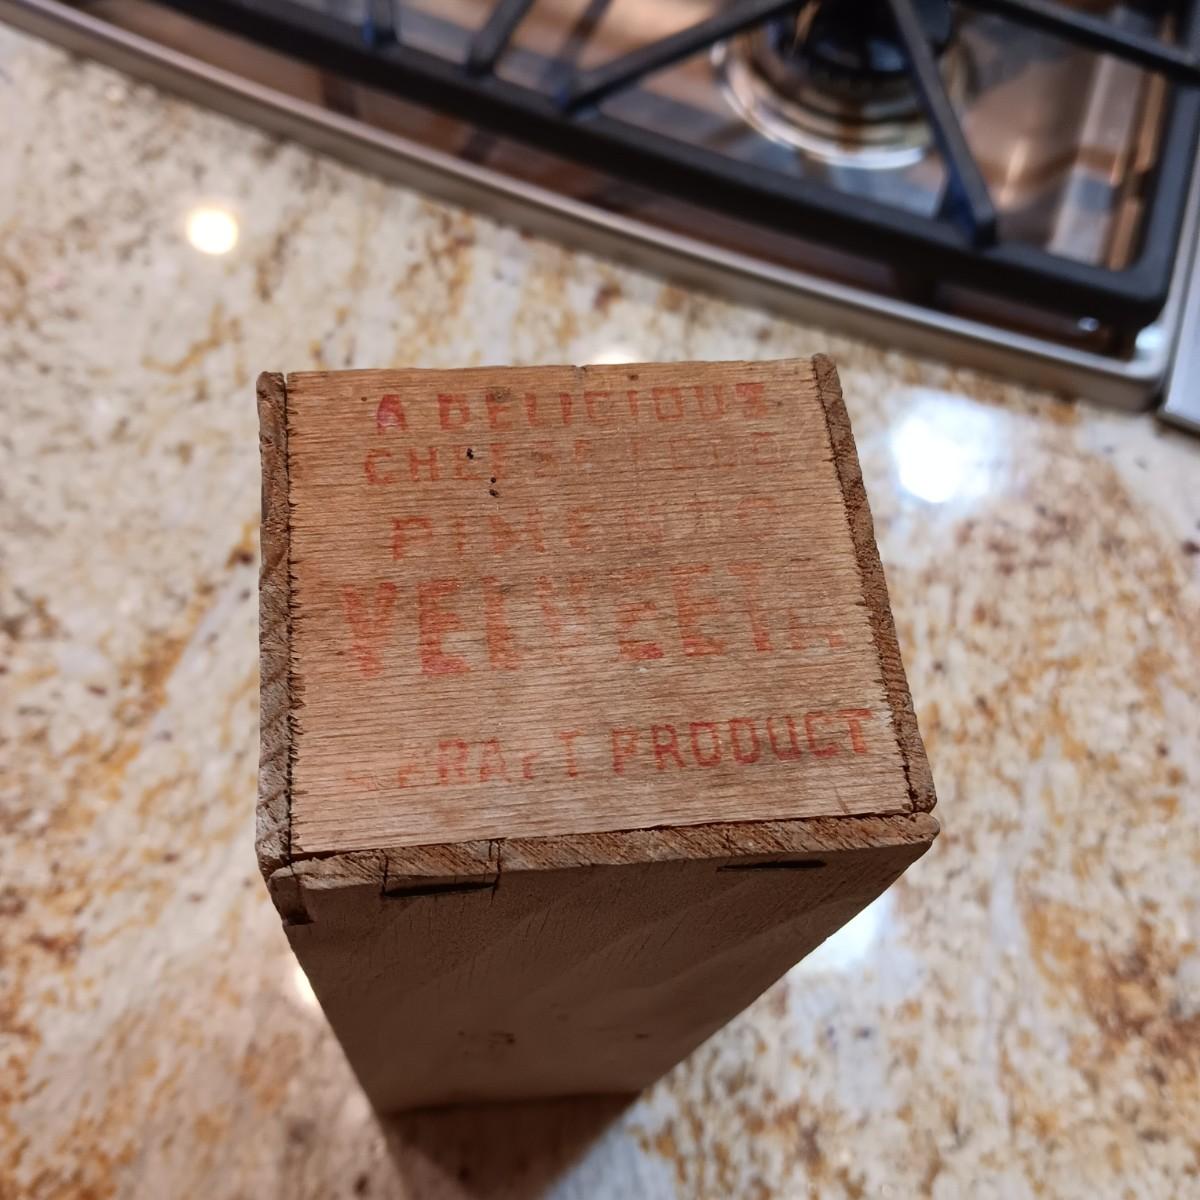 A DELICIOUS
CHEESE FOOD
PIMENTO
VELVEETA
KRAFT PRODUCT